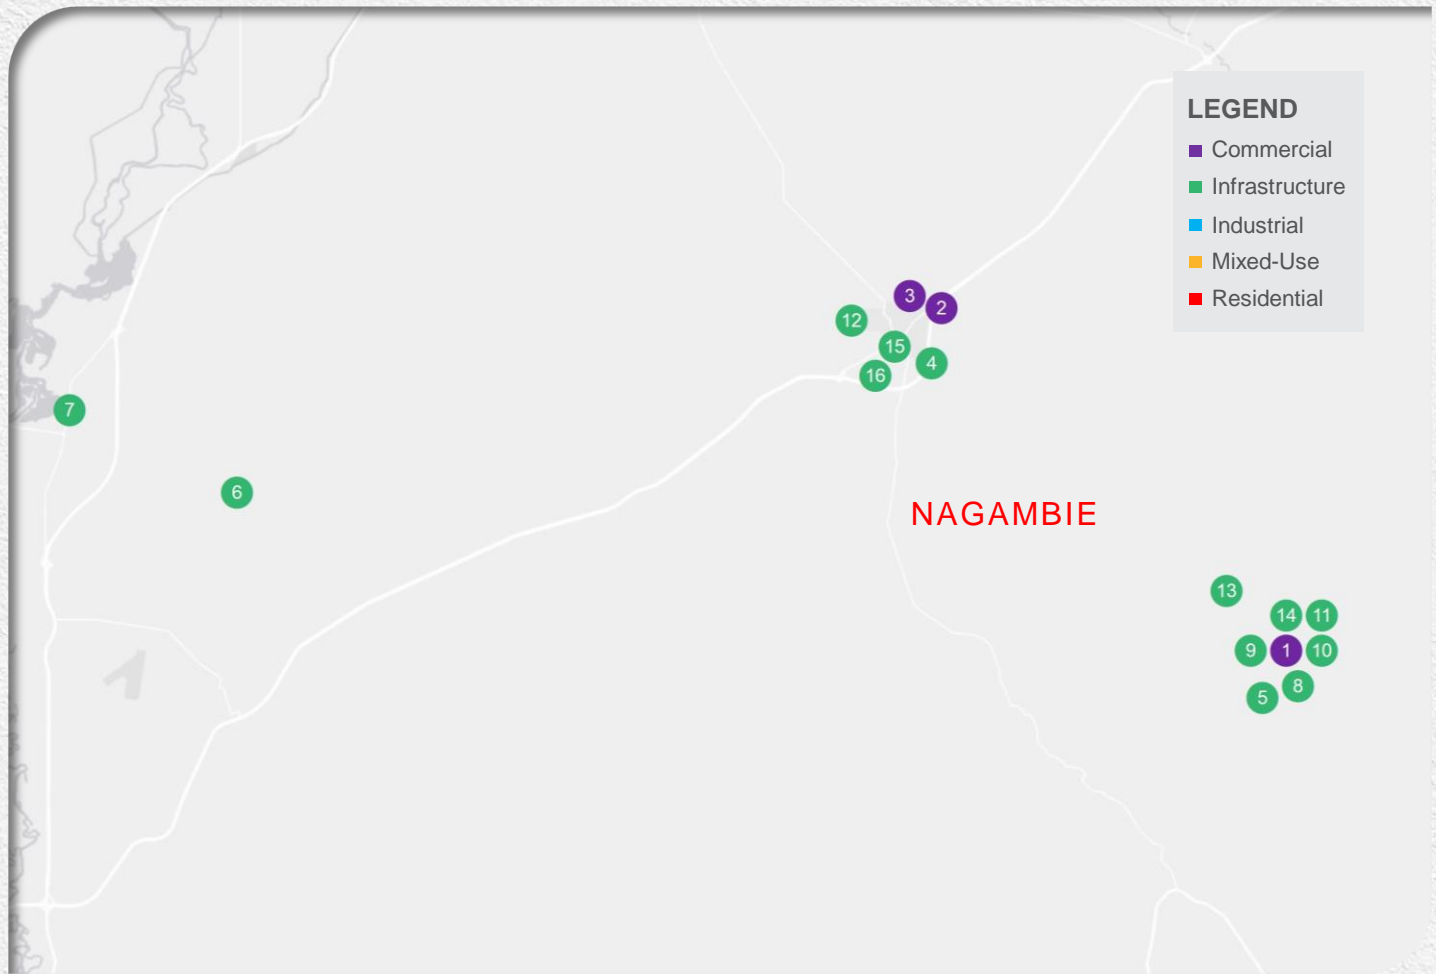 LEGEND
Commercial
Infrastructure
Industrial
Mixed-Use
Residential
3
2
12
15
4
16
7
6
NAGAMBIE
13
14 11
9 1 10
8
5